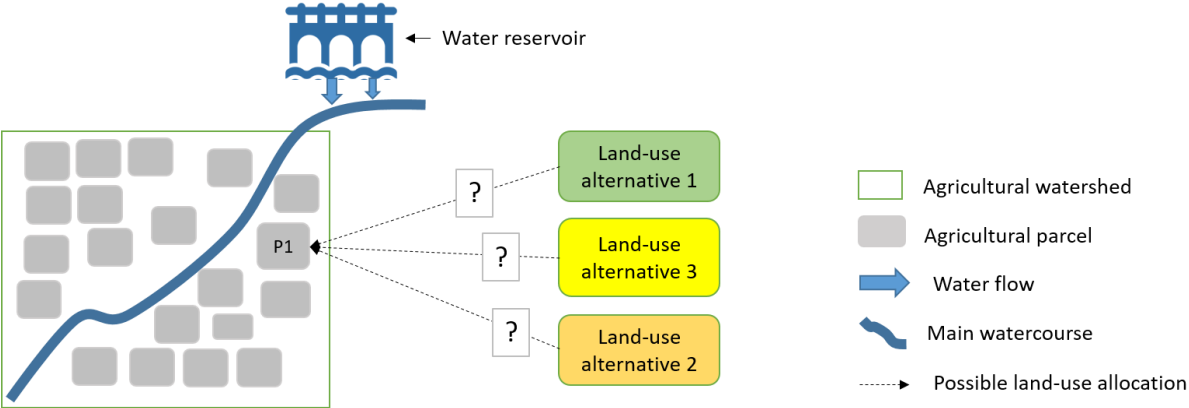 Water reservoir
P1
?
?
?
Land-use
alternative 1
Land-use
alternative 3
Land-use
alternative 2
Agricultural watershed
Agricultural parcel
Water flow
Main watercourse
Possible land-use allocation